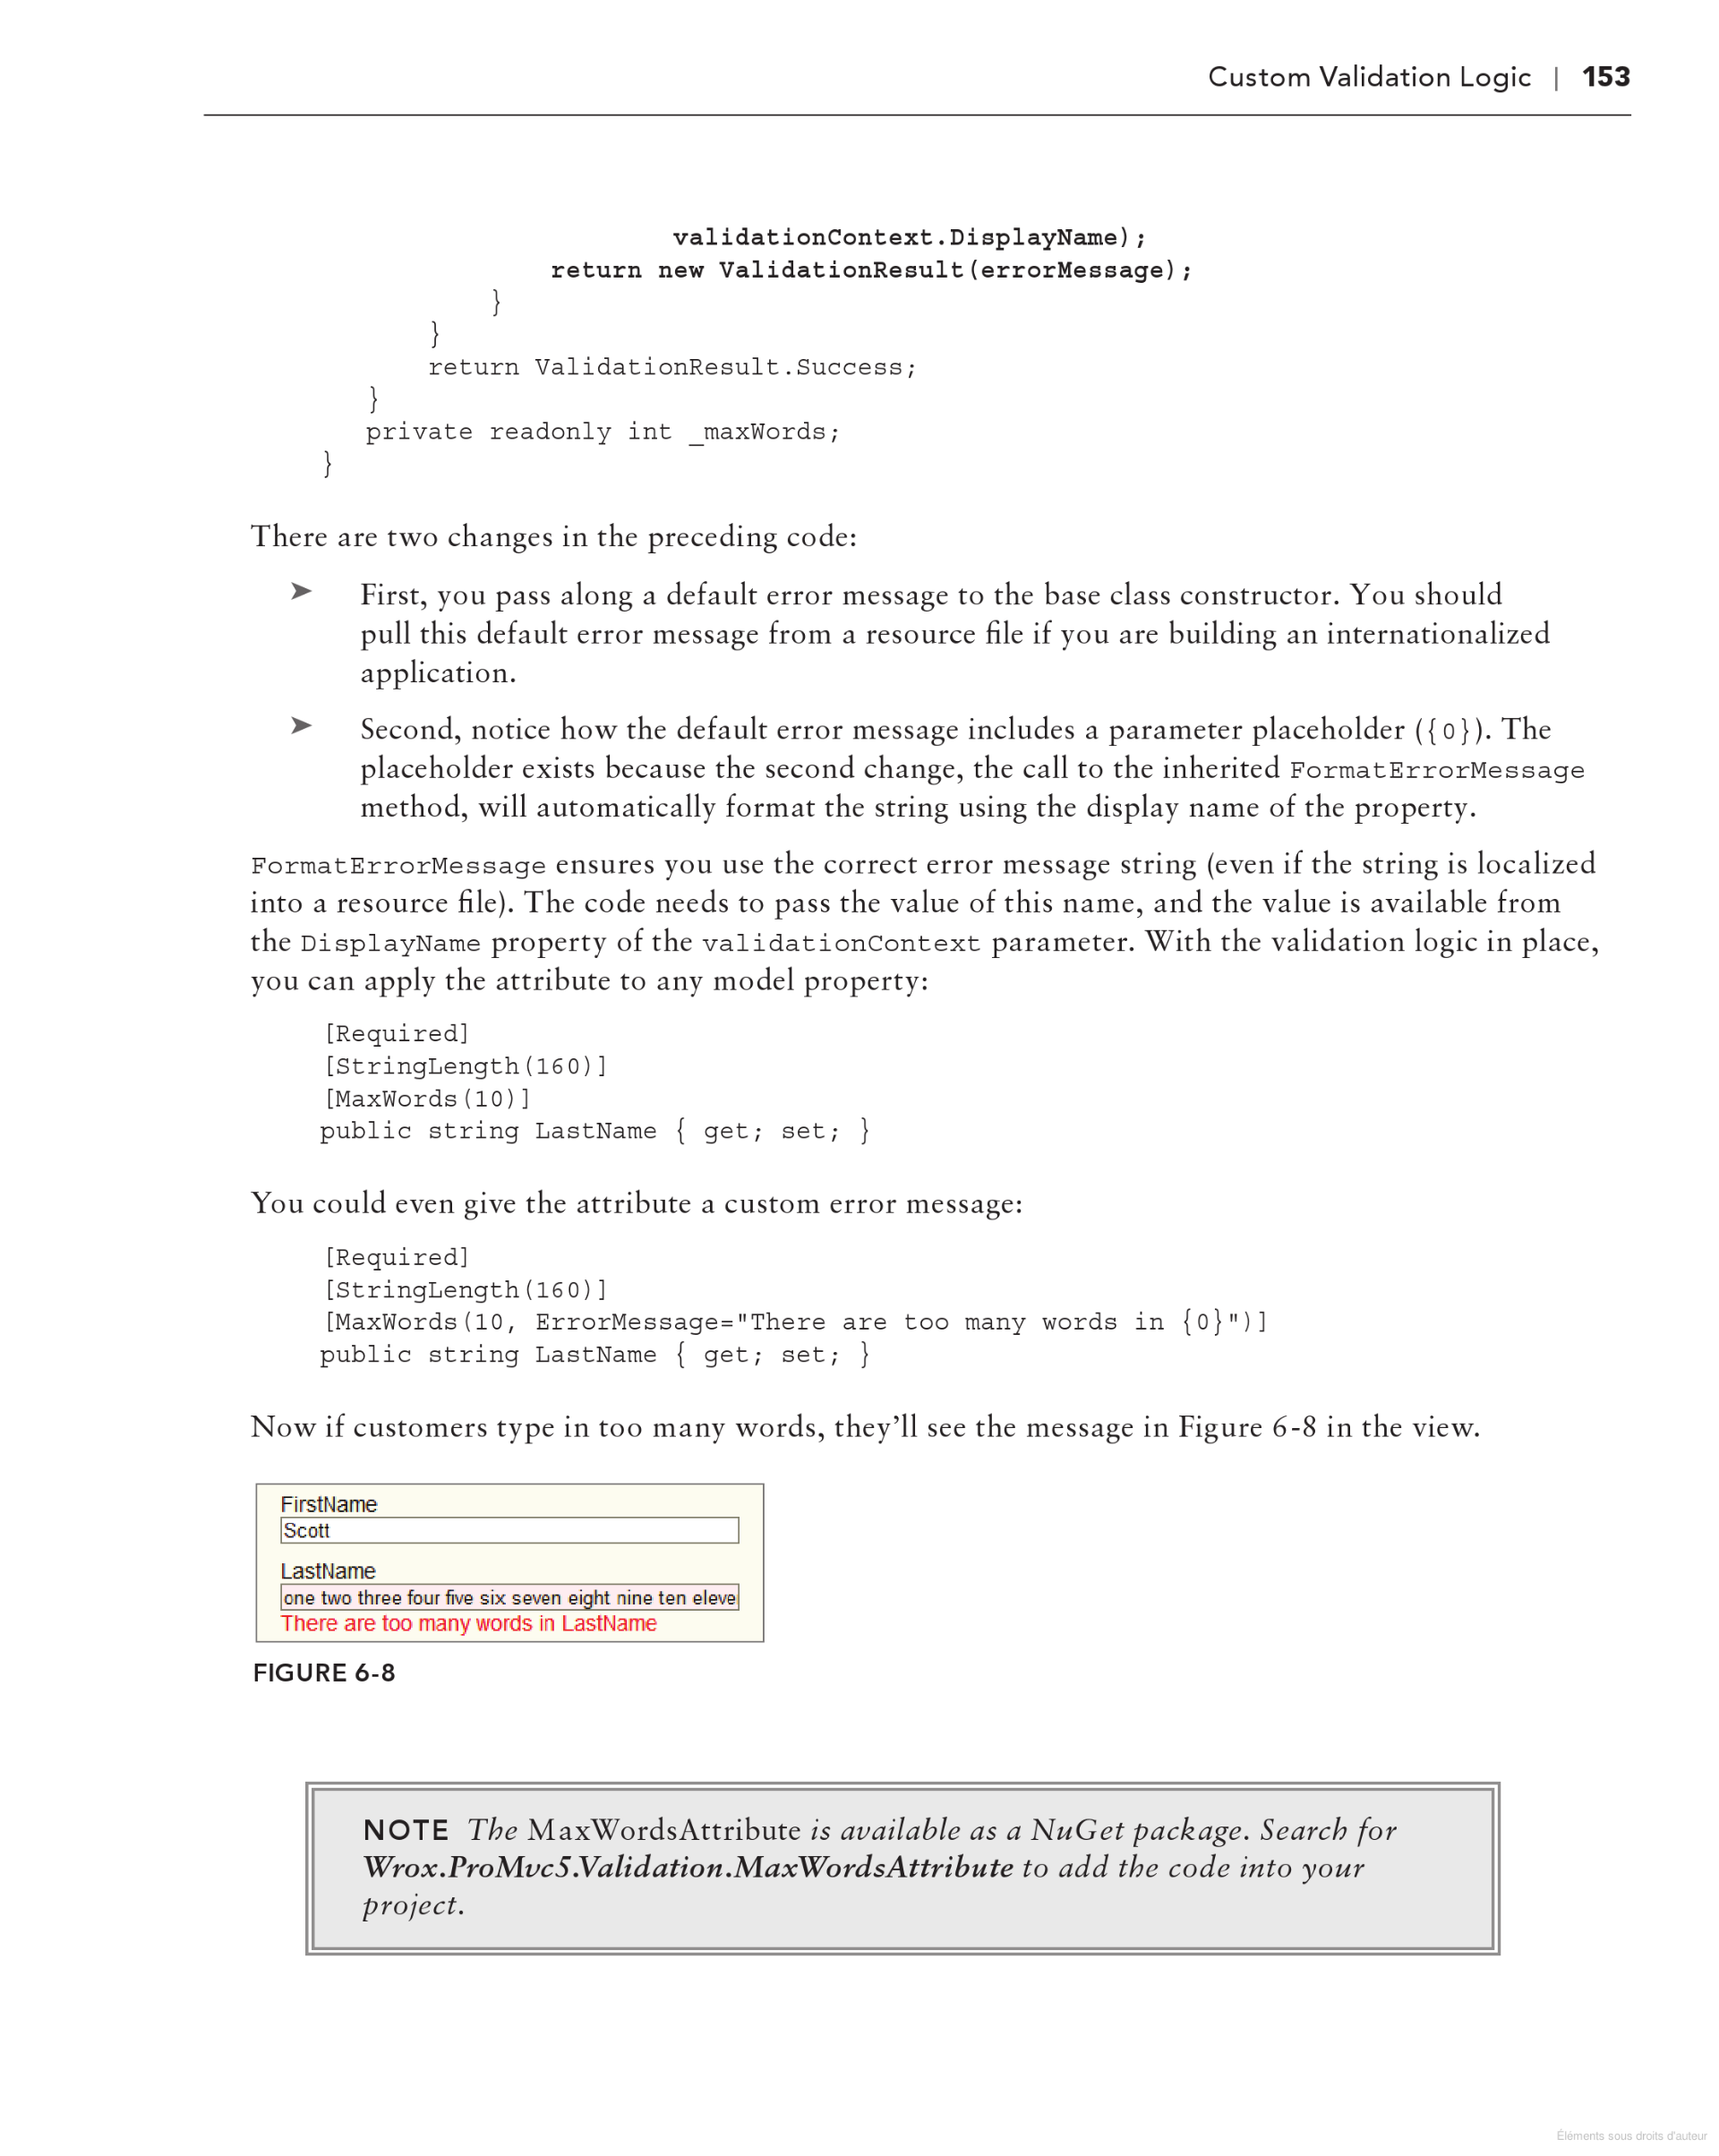 Custom Validation Logic | 153
validationContext.DisplayName);
return new ValidationResult(errorMessage);
}
}
return ValidationResult.Success;
}
private readonly int _maxWords;
}
There are two changes in the preceding code:
➤ First, you pass along a default error message to the base class constructor. You should
pull this default error message from a resource file if you are building an internationalized
application.
➤ Second, notice how the default error message includes a parameter placeholder ({0}). The
placeholder exists because the second change, the call to the inherited FormatErrorMessage
method, will automatically format the string using the display name of the property.
FormatErrorMessage ensures you use the correct error message string (even if the string is localized
into a resource file). The code needs to pass the value of this name, and the value is available from
the DisplayName property of the validationContext parameter. With the validation logic in place,
you can apply the attribute to any model property:
[Required]
[StringLength(160)]
[MaxWords(10)]
public string LastName { get; set; }
You could even give the attribute a custom error message:
[Required]
[StringLength(160)]
[MaxWords(10, ErrorMessage="There are too many words in {0}")]
public string LastName { get; set; }
Now if customers type in too many words, they’ll see the message in Figure 6-8 in the view.
FirstName
Scott
LastName
one two three four five six seven eight nine ten eleve
There are too many words in LastName
FIGURE 6-8
NOTE The MaxWordsAttribute is available as a NuGet package. Search for
Wrox.ProMvc5.Validation.MaxWordsAttribute to add the code into your
project.
Éléments sous droits d'auteur